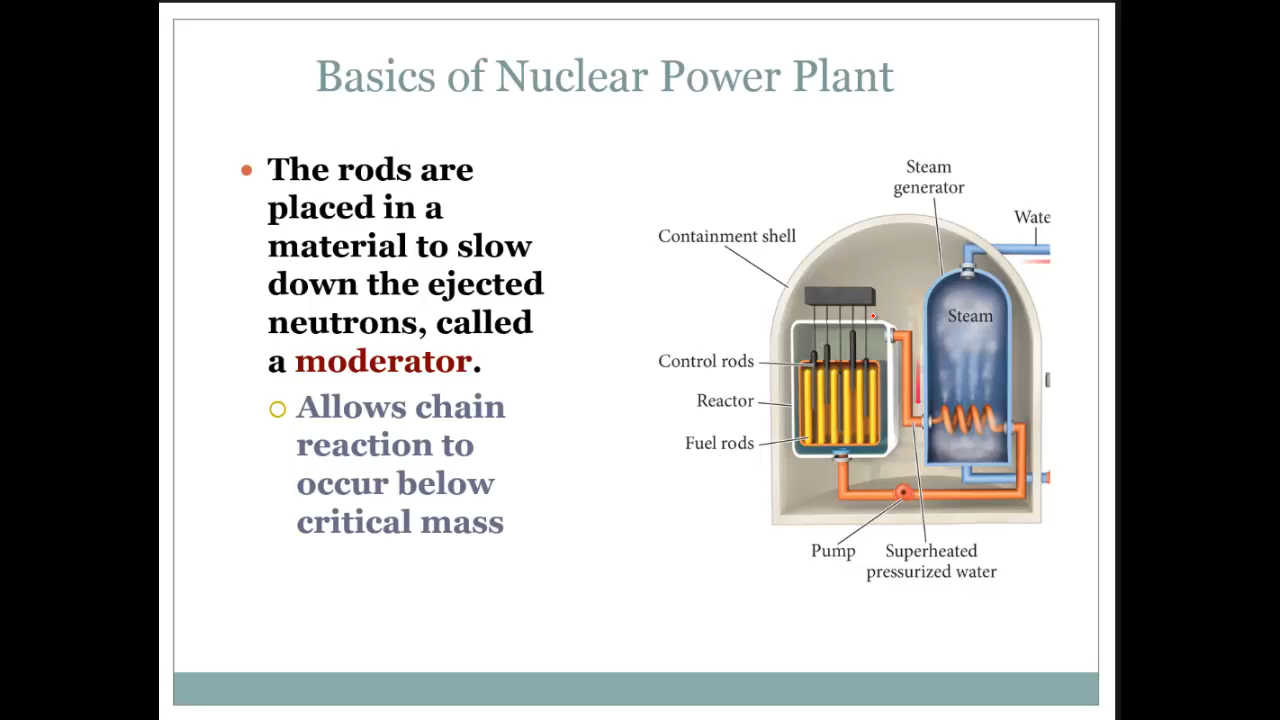 Basics of Nuclear Power Plant
The rods are
placed in a
material to slow
down the ejected
neutrons, called
a moderator.
Allows chain
reaction to
occur below
critical mass
Steam
generator
Wate
Containment shell
Steam
Control rods
Reactor
Fuel rods
Pump
Superheated
pressurized water